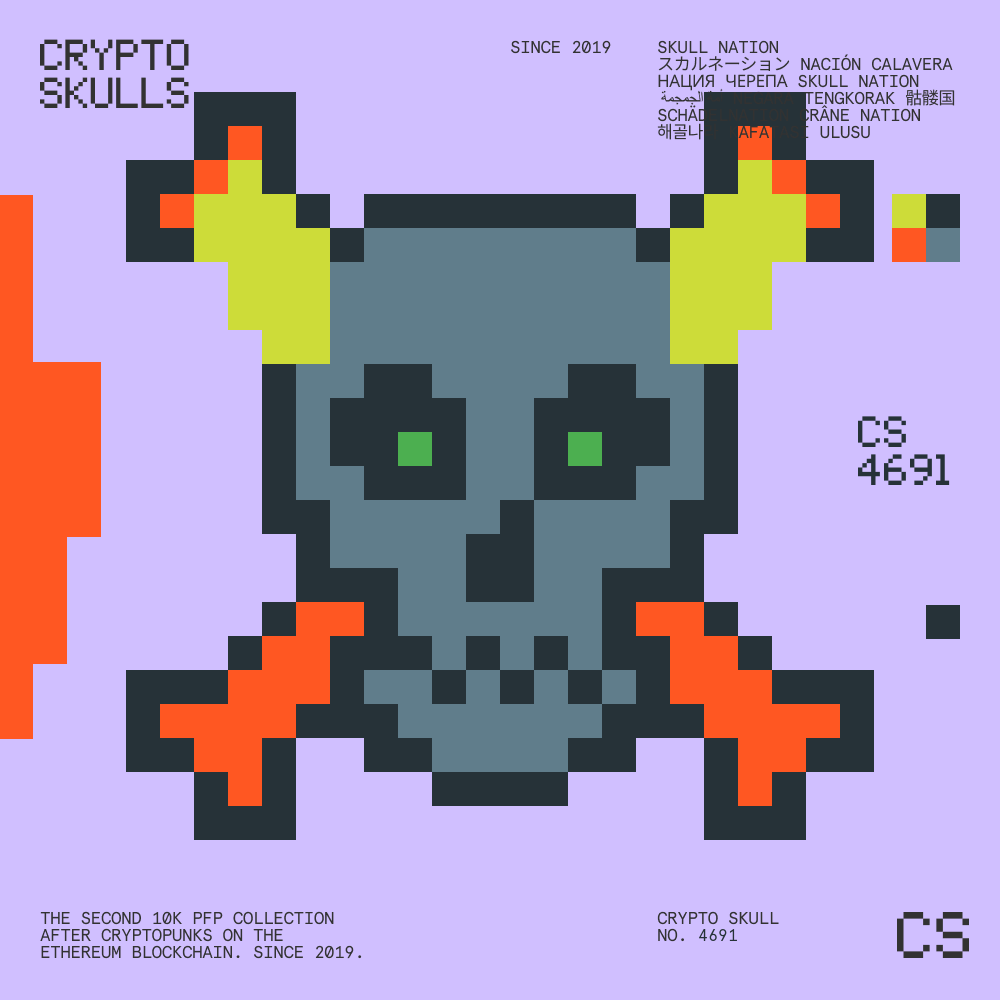 CRYPTO
SKULLS
SINCE 2019
SKULL NATION
スカルネーション NACIÓN CALAVERA
НАЦИЯ ЧЕРЕПА SKULL NATION
الجمجمة TENGKORAK 骷髅国
CRÂNE NATION
해골 ULUSU
CS
4691
THE SECOND 10K PFP COLLECTION
AFTER CRYPTOPUNKS ON THE
ETHEREUM BLOCKCHAIN. SINCE 2019.
CRYPTO SKULL
NO. 4691
CS